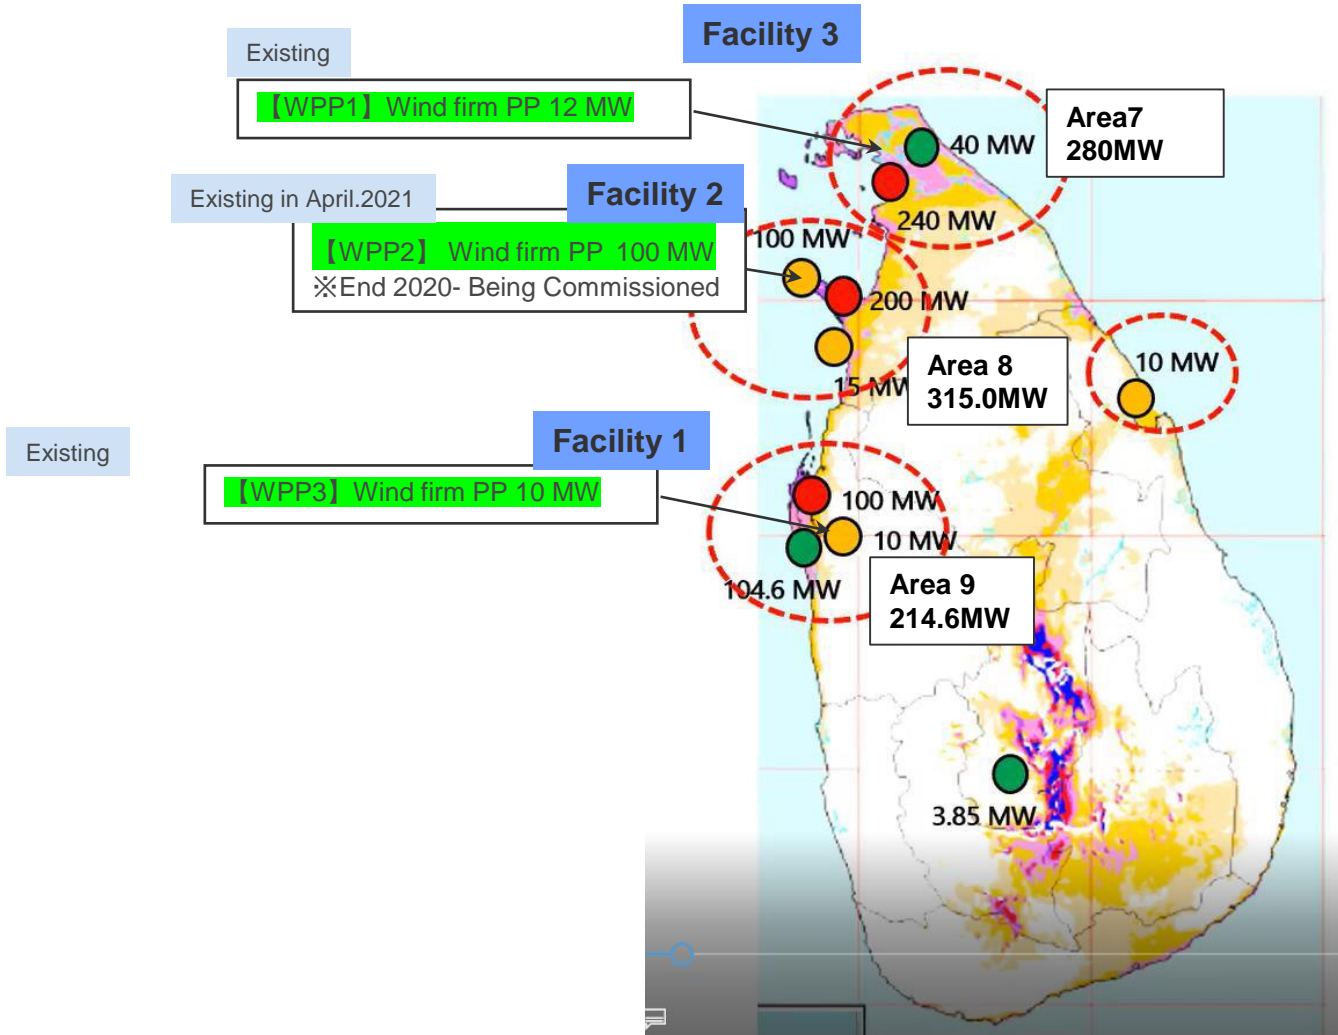 Facility 3
Existing
【WPP1】Wind firm PP 12 MW
Area7
280MW
40 MW
240 MW
Existing in April.2021
Facility 2
【WPP2】 Wind firm PP  100 MW
※End 2020- Being Commissioned
100 MW
200 MW
15 MW
Area 8
315.0MW
10 MW
Facility 1
Existing
【WPP3】Wind firm PP 10 MW
100 MW
10 MW
104.6 MW
Area 9
214.6MW
3.85 MW